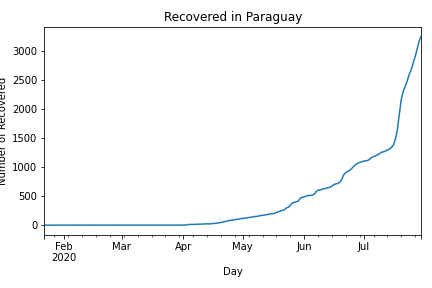 Recovered in Paraguay
Number of Recovered
3000
2500
2000
1500
1000
500
0
Feb
2020
Mar
Apr
May
Jun
Jul
Day